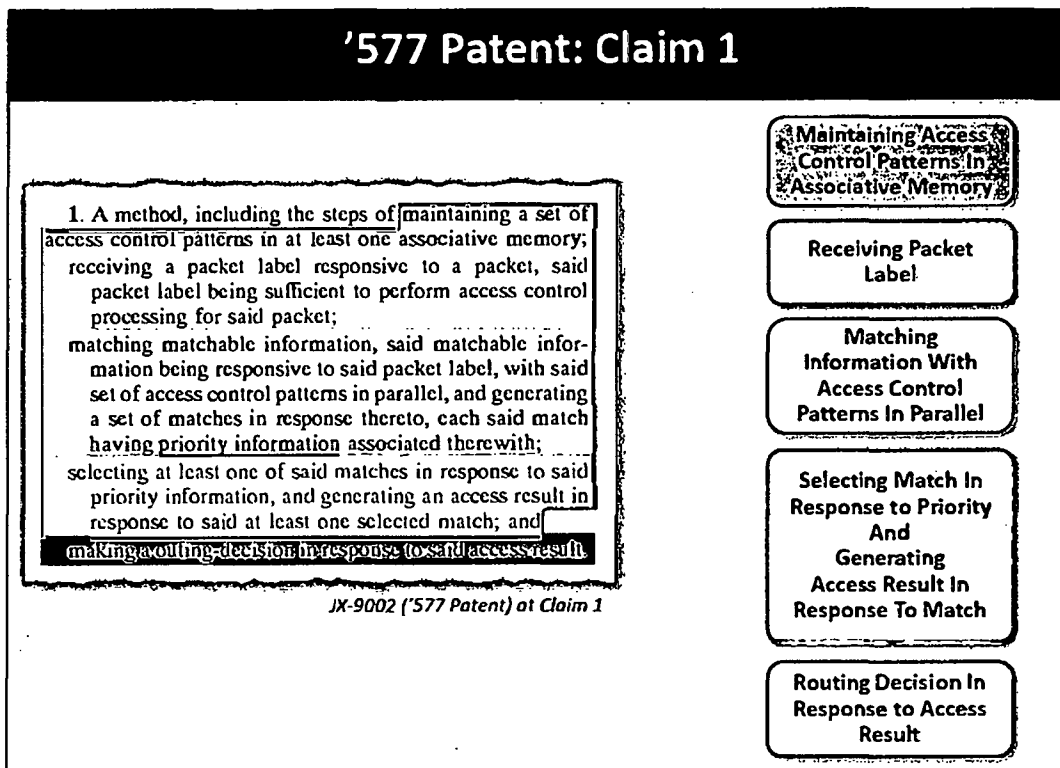 '577 Patent: Claim 1
1. A method, including the steps of maintaining a set of
access control patterns in at least one associative memory;
receiving a packet label responsive to a packet, said
packet label being sufficient to perform access control
processing for said packet;
matching matchable information, said matchable infor-
mation being responsive to said packet label, with said
set of access control patterns in parallel, and generating
a set of matches in response thereto, each said match
having priority information associated therewith;
selecting at least one of said matches in response to said
priority information, and generating an access result in
response to said at least one selected match; and
making a routing-decision in response to said access result.
JX-9002 ('577 Patent) at Claim 1
Maintaining Access
Control Patterns In
Associative Memory
Receiving Packet
Label
Matching
Information With
Access Control
Patterns In Parallel
Selecting Match In
Response to Priority
And
Generating
Access Result In
Response To Match
Routing Decision In
Response to Access
Result